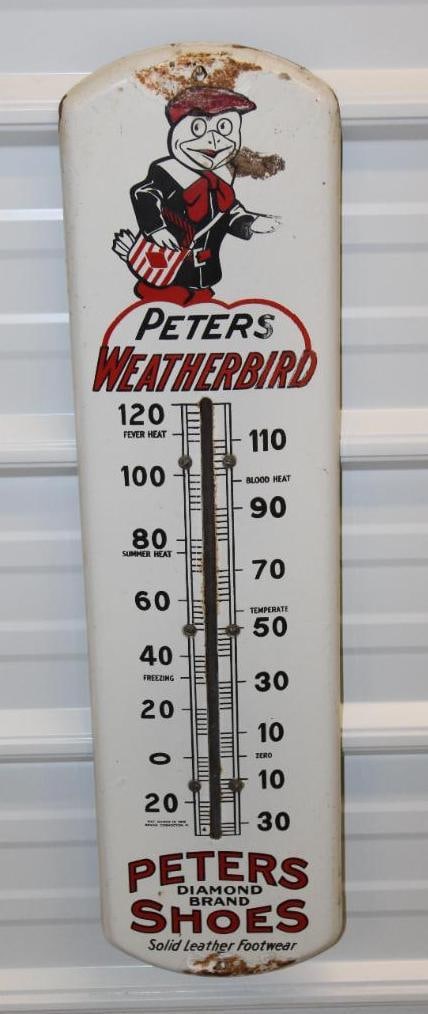 PETERS
WEATHERBIRD
120
FEVER HEAT
110
100
BLOOD HEAT
90
80
SUMMER HEAT
70
60
TEMPERATE
50
40
FREEZING
30
20
10
0
ZERO
10
20
30
PETERS
DIAMOND
BRAND
SHOES
Solid Leather Footwear